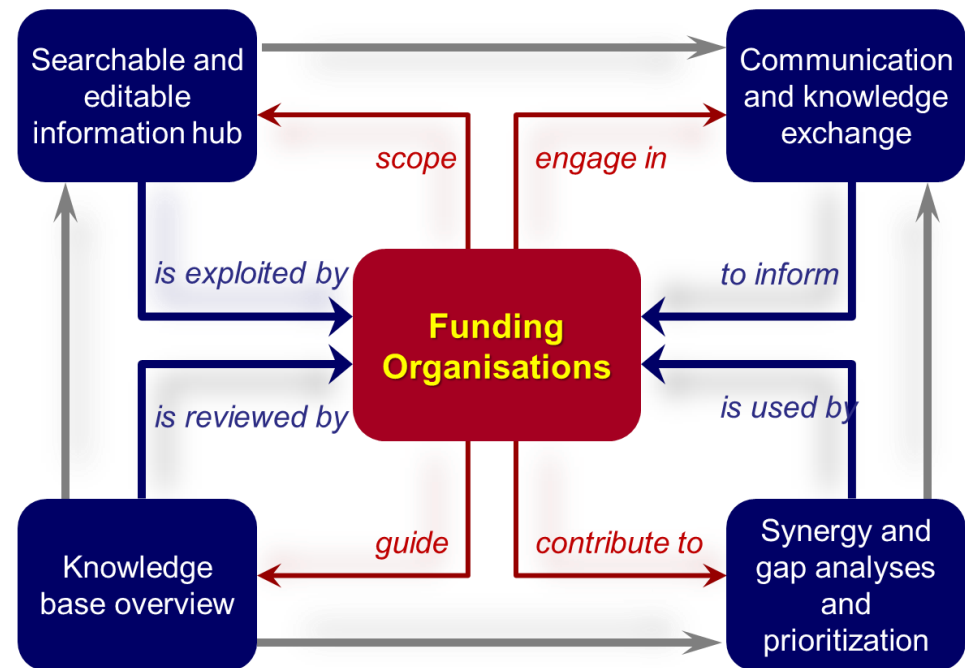 Searchable and
editable
information hub
Communication
and knowledge
exchange
scope
engage in
is exploited by
to inform
Funding
Organisations
is reviewed by
is used by
guide
contribute to
Knowledge
base overview
Synergy and
gap analyses
and
prioritization